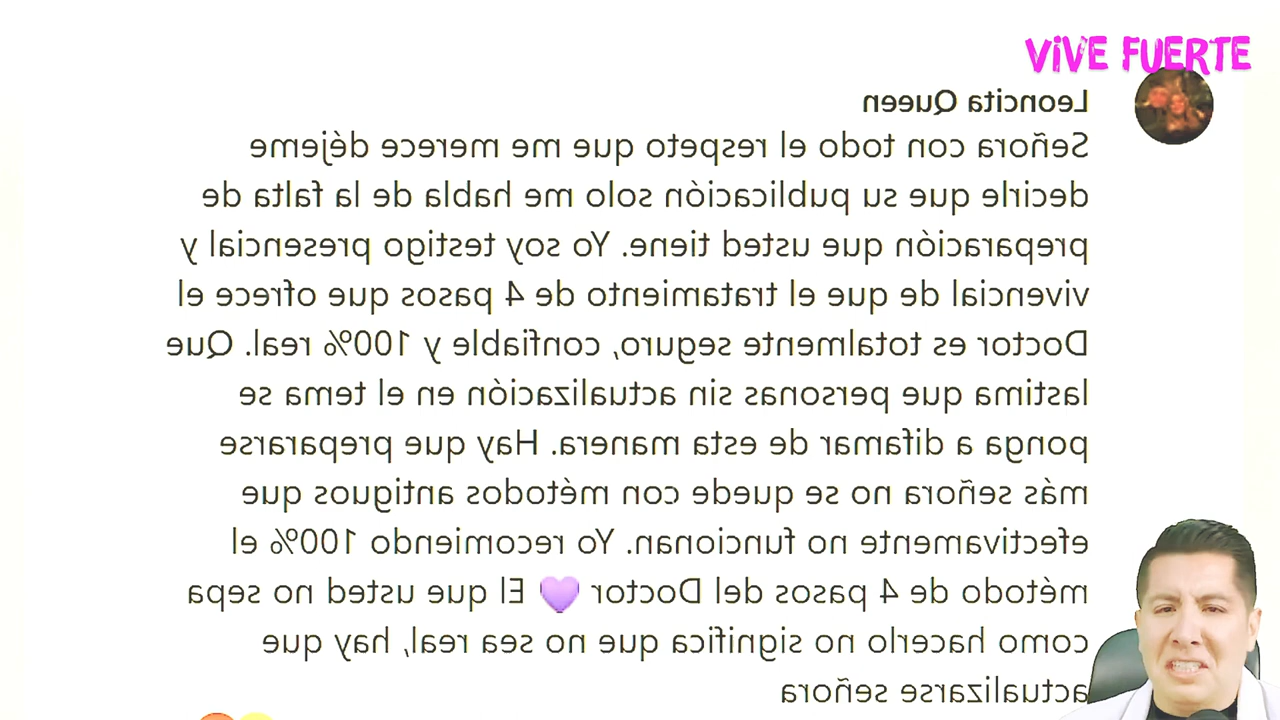 VIVE FUERTE
Leoncita Queen
Señora con todo el respeto que me merece déjeme
decirle que su publicación solo me habla de la falta de
preparación que usted tiene. Yo soy testigo presencial y
vivencial de que el tratamiento de 4 pasos que ofrece el
Doctor es totalmente seguro, confiable y 100% real. Que
lastima que personas sin actualización en el tema se
ponga a difamar de esta manera. Hay que prepararse
más señora no se quede con métodos antiguos que
efectivamente no funcionan. Yo recomiendo 100% el
método de 4 pasos del Doctor 💜 El que usted no sepa
como hacerlo no significa que no sea real, hay que
actualizarse señora